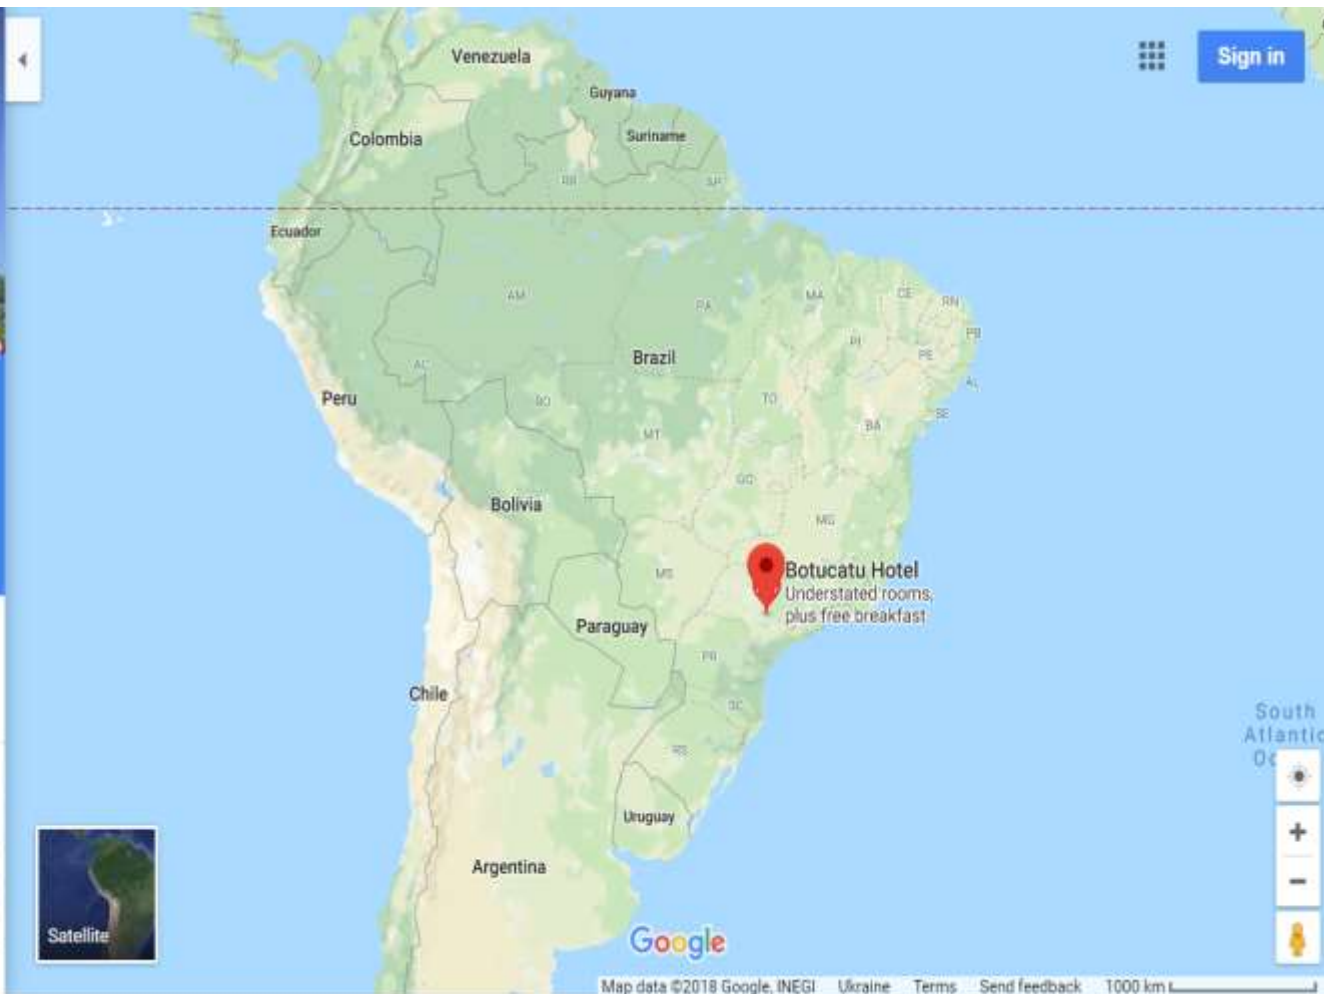 Venezuela
Sign in
Guyana
Colombia
Suriname
RR
AP
Ecuador
AM
PA
MA
CE
RN
PB
PI
PE
Brazil
AC
AL
Peru
RO
TO
SE
BA
MT
GO
Bolivia
MG
MS
Botucatu Hotel
Understated rooms,
plus free breakfast
Paraguay
PR
Chile
SC
South
Atlantic
RS
Uruguay
Argentina
Satellite
Google
Map data ©2018 Google, INEGI Ukraine Terms Send feedback 1000 km